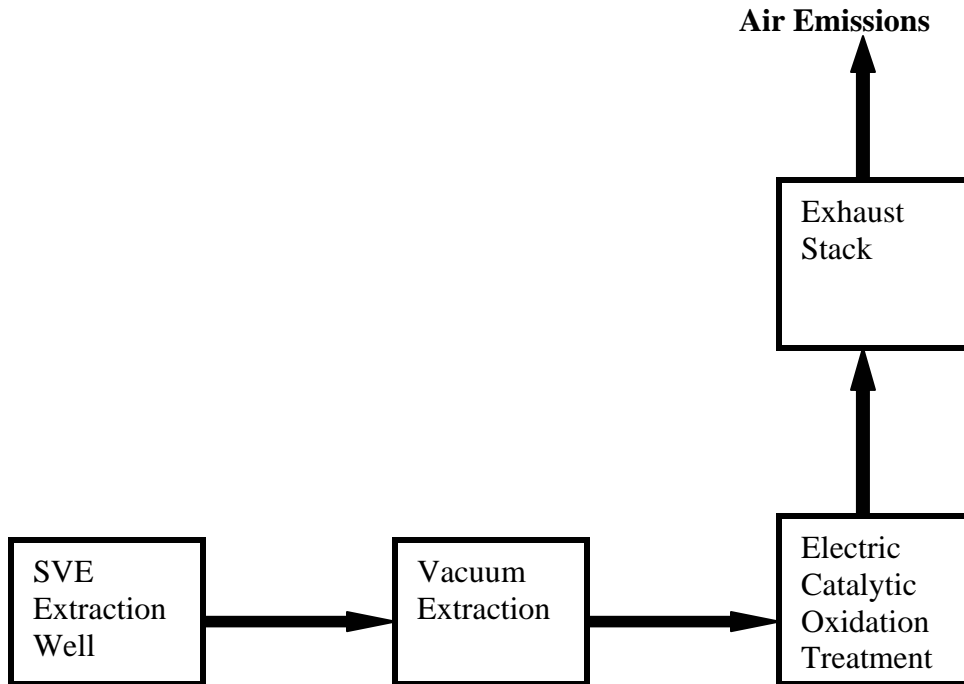 Air Emissions
Exhaust
Stack
SVE
Extraction
Well
Vacuum
Extraction
Electric
Catalytic
Oxidation
Treatment